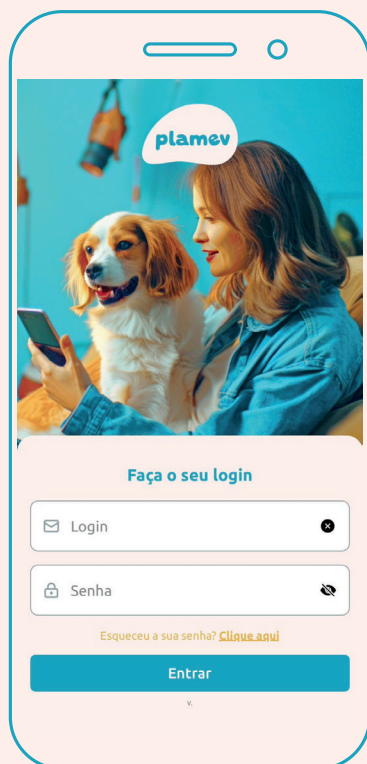 plamev
Faça o seu login
Login
Senha
Esqueceu a sua senha? Clique aqui
Entrar
v.